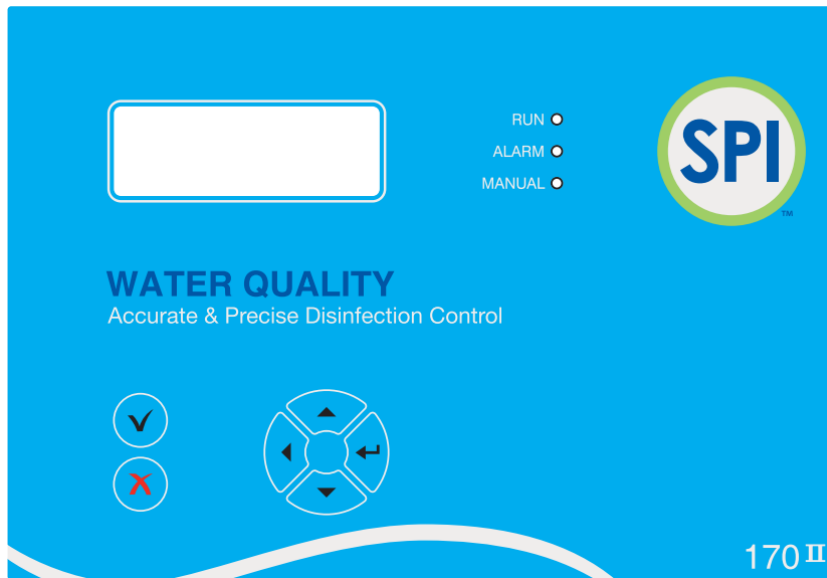 RUN
ALARM
MANUAL
SPI
TM
WATER QUALITY
Accurate & Precise Disinfection Control
170 II